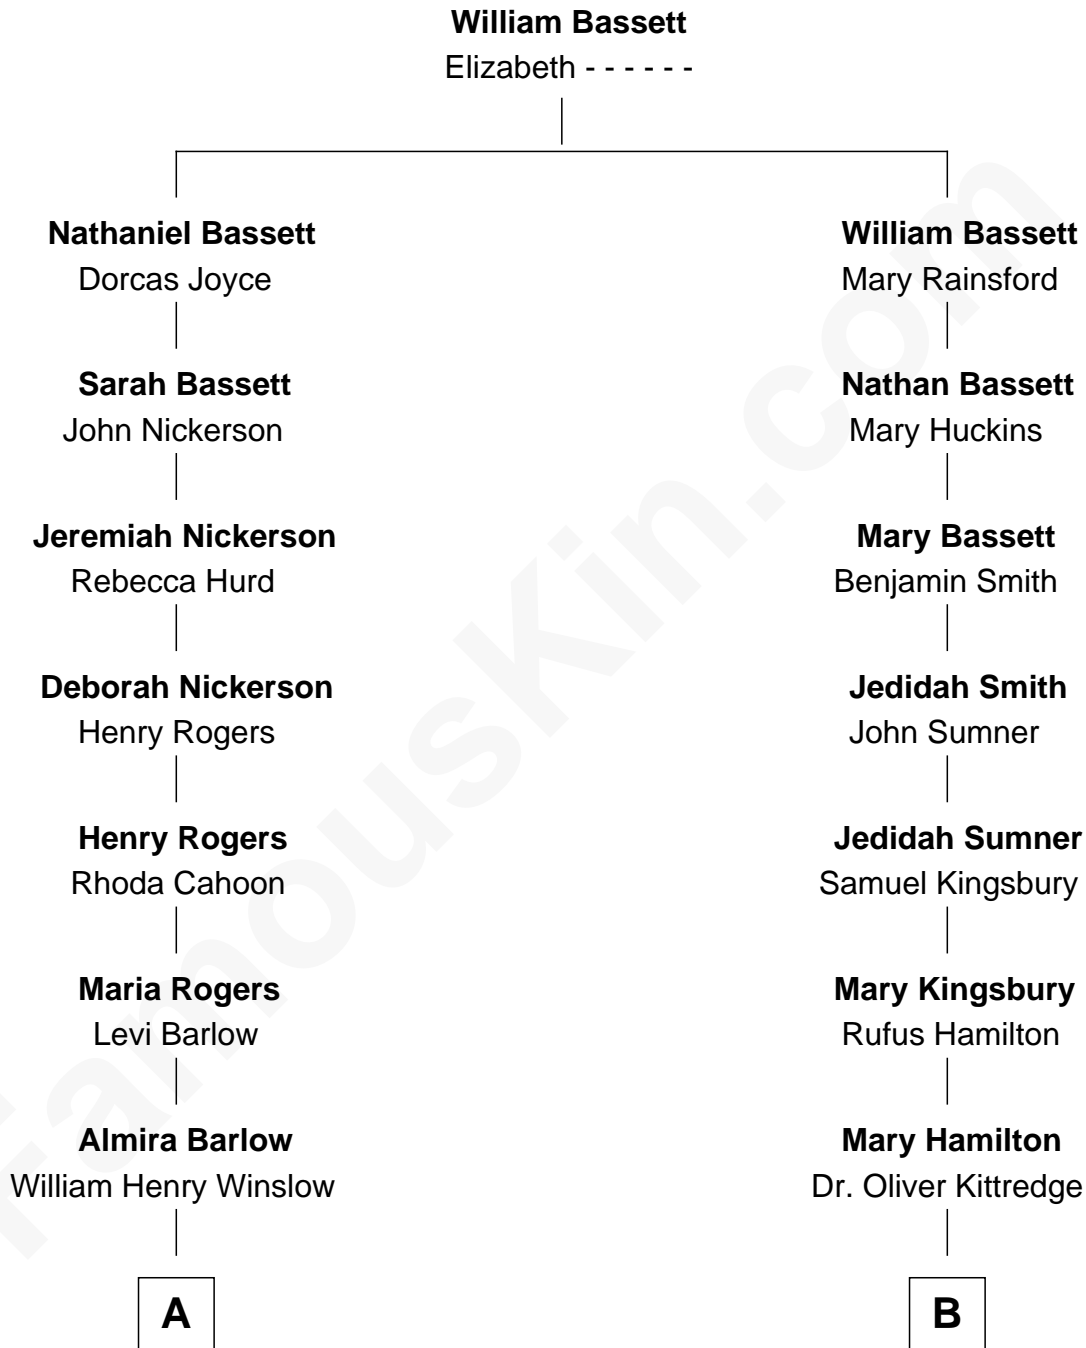 William Bassett
Elizabeth - - - - - -
Nathaniel Bassett
Dorcas Joyce
William Bassett
Mary Rainsford
Sarah Bassett
John Nickerson
Nathan Bassett
Mary Huckins
Jeremiah Nickerson
Rebecca Hurd
Mary Bassett
Benjamin Smith
Deborah Nickerson
Henry Rogers
Jedidah Smith
John Sumner
Henry Rogers
Rhoda Cahoon
Jedidah Sumner
Samuel Kingsbury
Maria Rogers
Levi Barlow
Mary Kingsbury
Rufus Hamilton
Almira Barlow
William Henry Winslow
Mary Hamilton
Dr. Oliver Kittredge
A
B
FamousKin.com